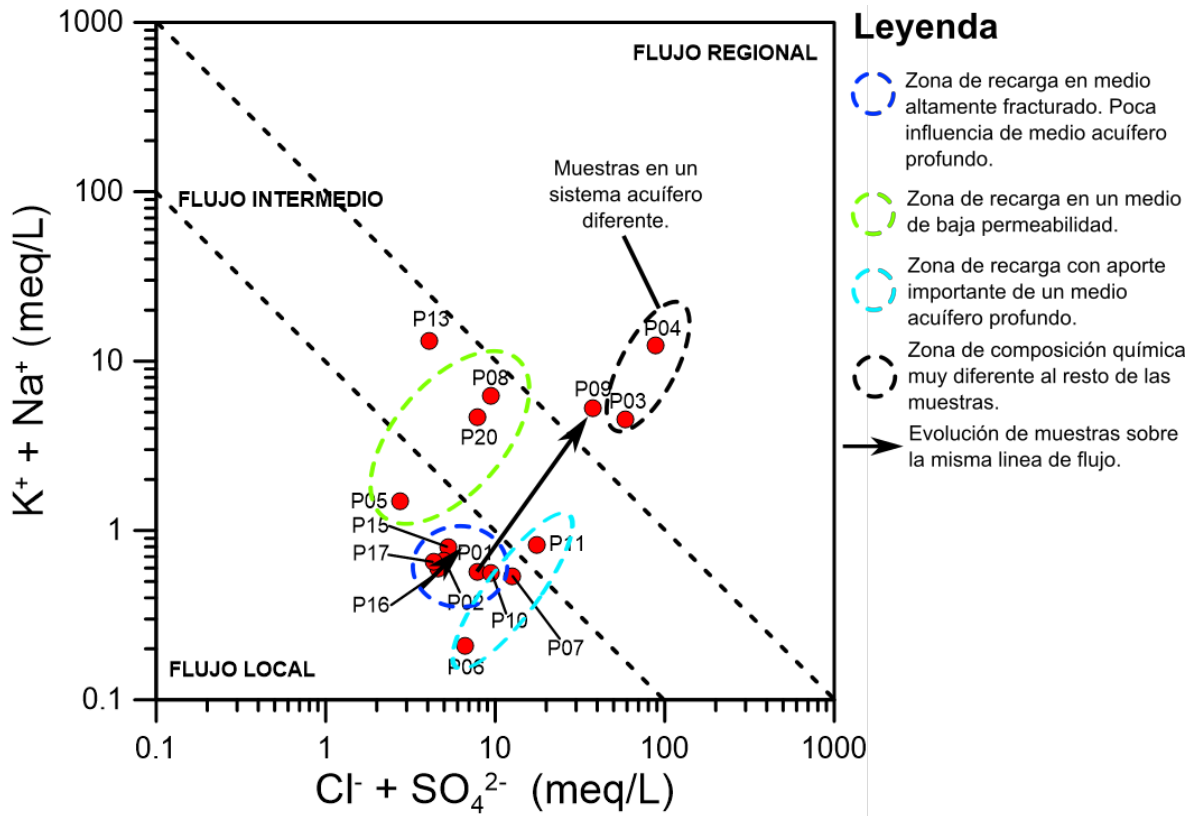 1000
100
10
1
0.1
K⁺ + Na⁺ (meq/L)
FLUJO REGIONAL
FLUJO INTERMEDIO
Muestras en un
sistema acuífero
diferente.
P13
P04
P08
P09
P03
P20
P05
P15
P17
P01
P11
P16
P02
P10
P07
P06
FLUJO LOCAL
0.1
1
10
100
1000
Cl⁻ + SO₄²⁻ (meq/L)
Leyenda
Zona de recarga en medio
altamente fracturado. Poca
influencia de medio acuífero
profundo.
Zona de recarga en un medio
de baja permeabilidad.
Zona de recarga con aporte
importante de un medio
acuífero profundo.
Zona de composición química
muy diferente al resto de las
muestras.
Evolución de muestras sobre
la misma linea de flujo.